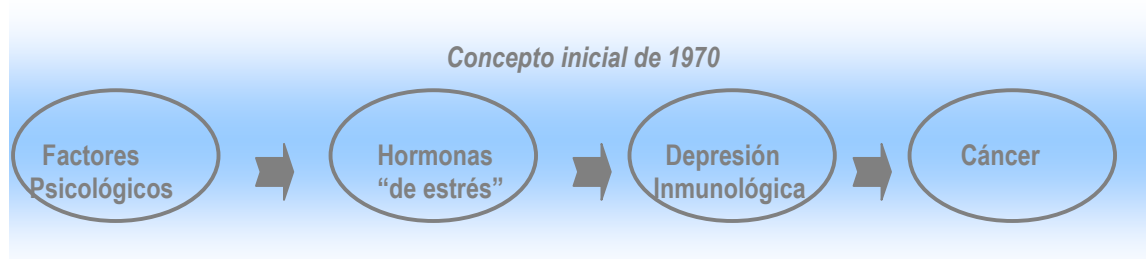 Concepto inicial de 1970
Factores
Psicológicos
Hormonas
“de estrés”
Depresión
Inmunológica
Cáncer